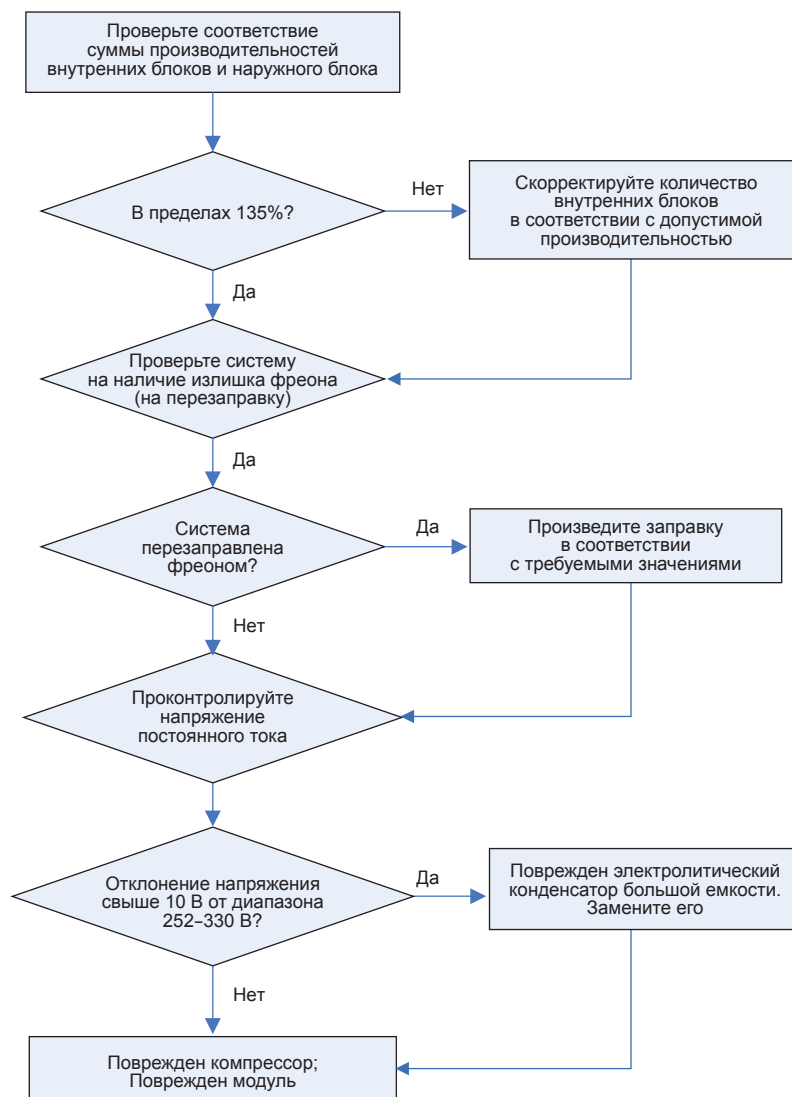 Проверьте соответствие
суммы производительностей
внутренних блоков и наружного блока
В пределах 135%?
Нет
Скорректируйте количество
внутренних блоков
в соответствии с допустимой
производительностью
Да
Проверьте систему
на наличие излишка фреона
(на перезаправку)
Да
Система
перезаправлена
фреоном?
Да
Произведите заправку
в соответствии
с требуемыми значениями
Нет
Проконтролируйте
напряжение
постоянного тока
Отклонение напряжения
свыше 10 В от диапазона
252–330 В?
Да
Поврежден электролитический
конденсатор большой емкости.
Замените его
Нет
Поврежден компрессор;
Поврежден модуль